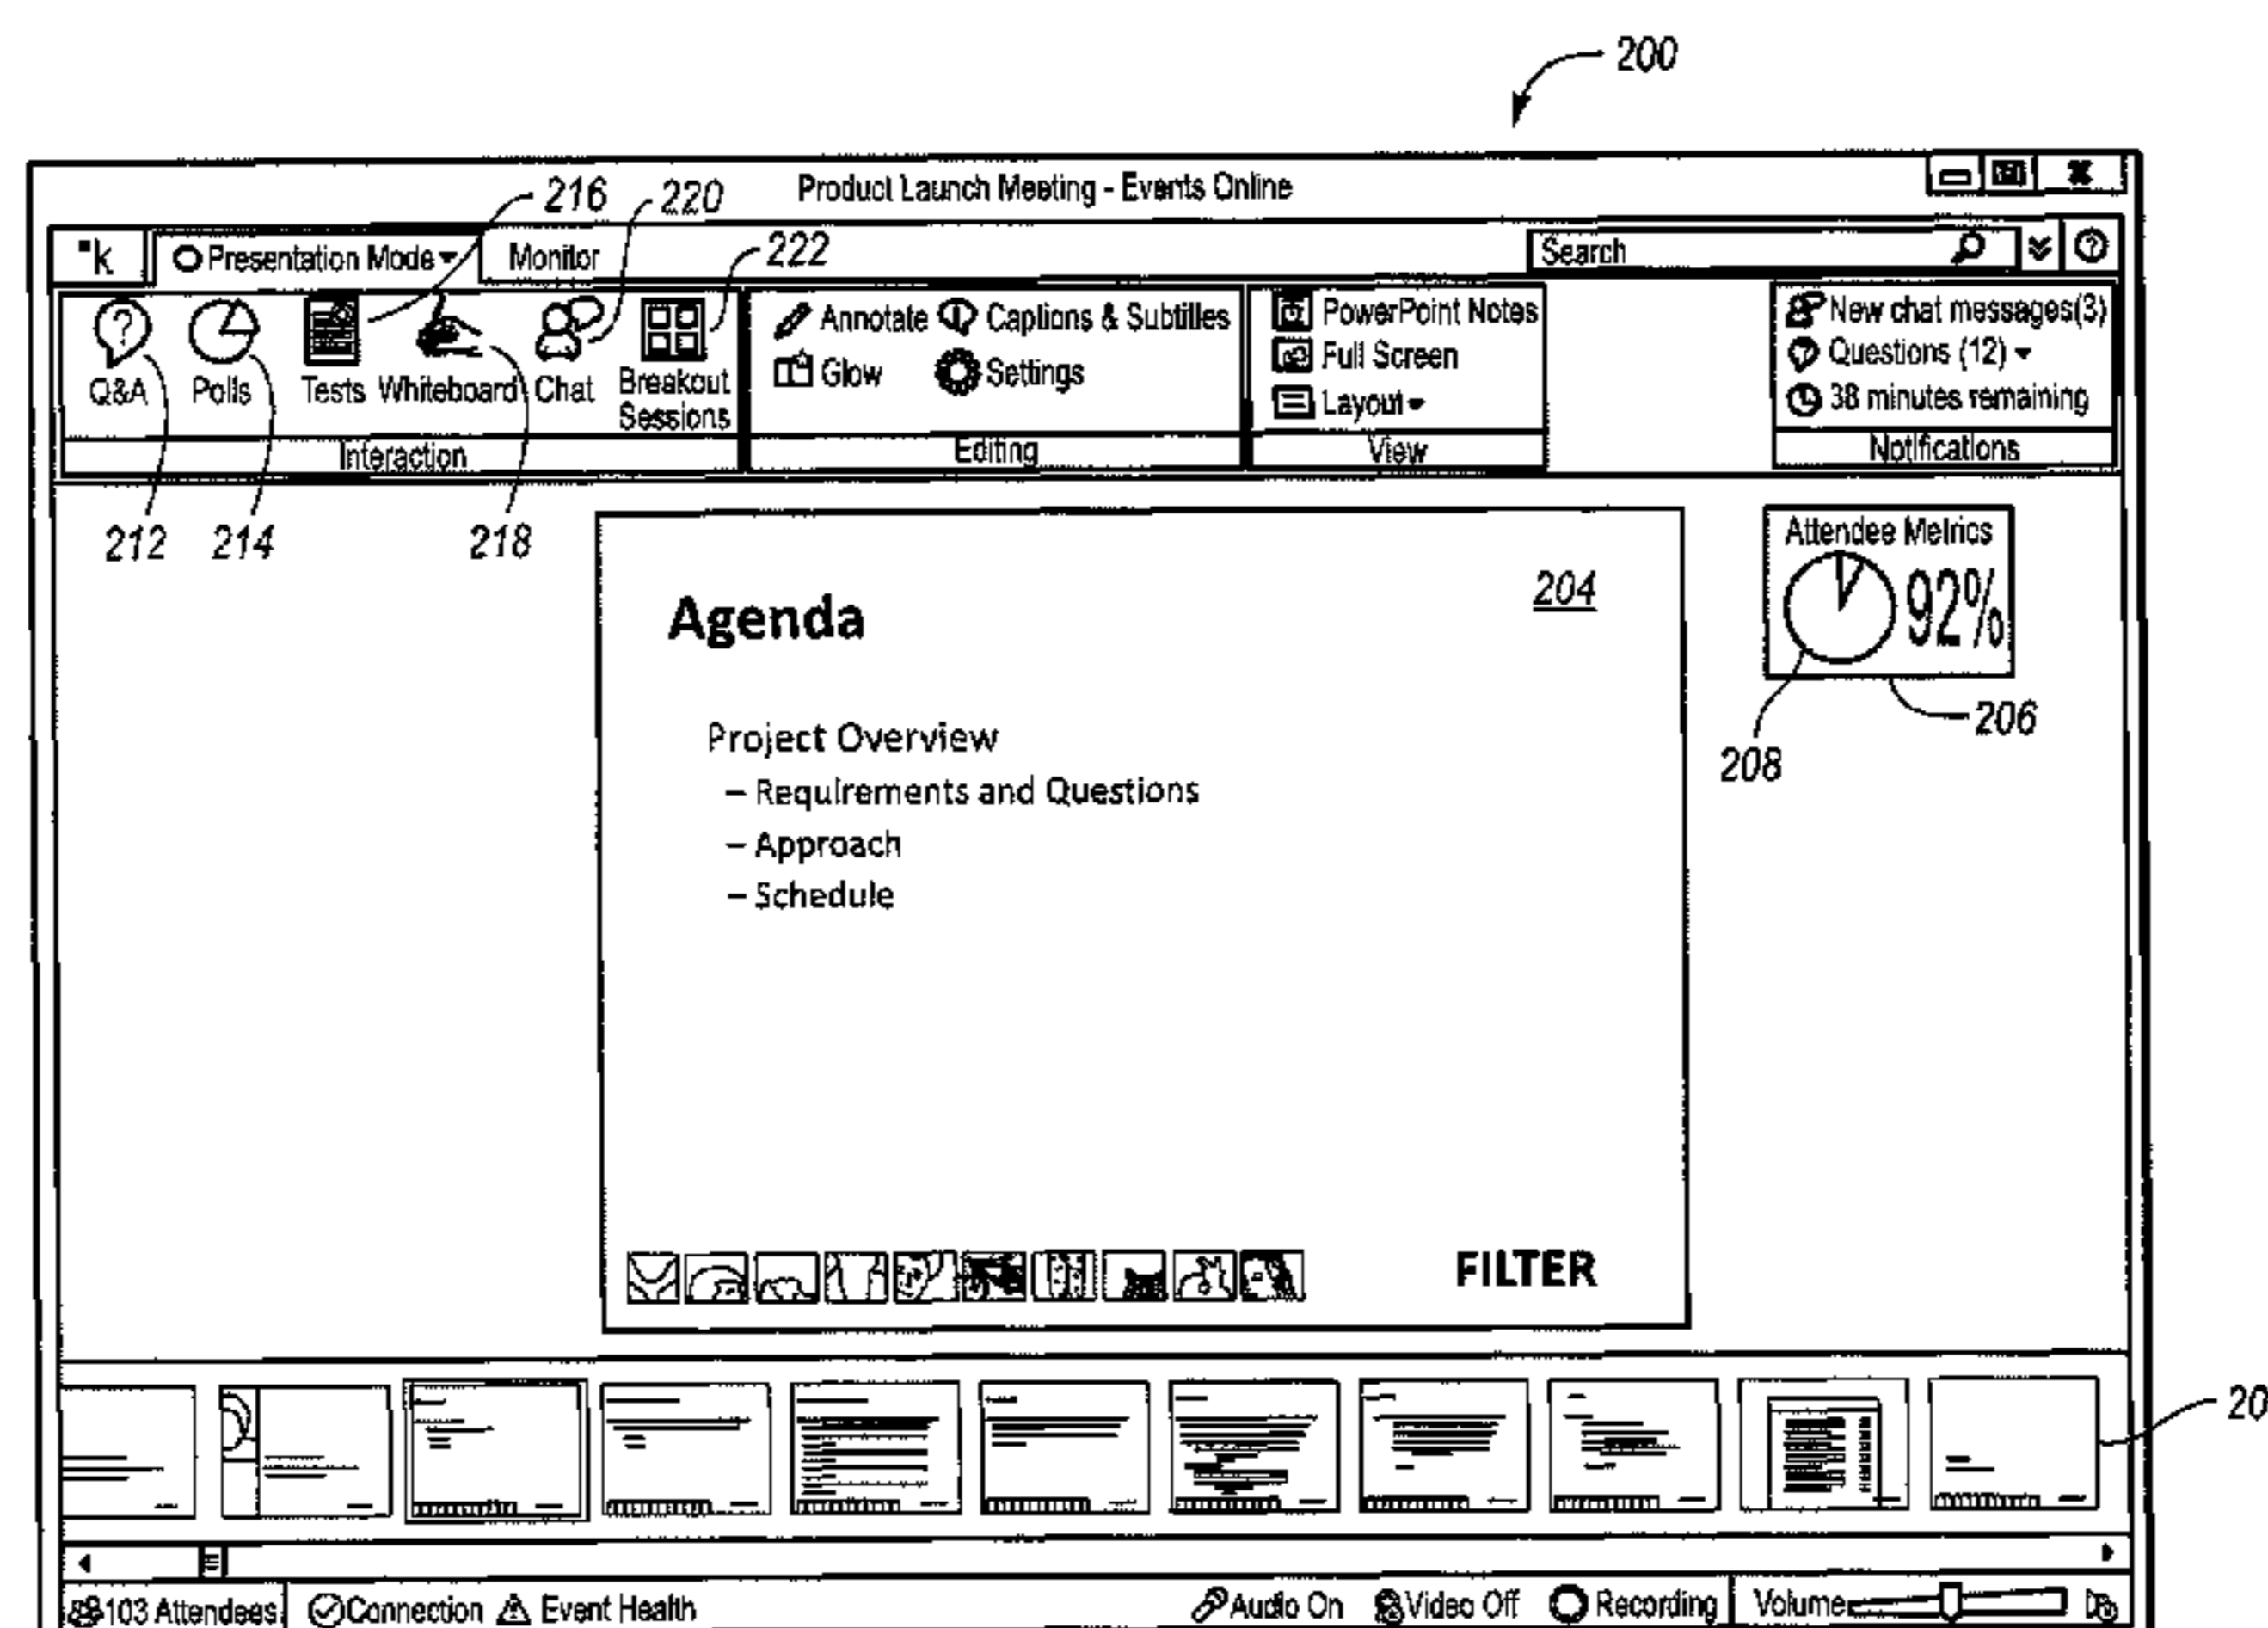 200
Product Launch Meeting - Events Online
216
220
222
k
Presentation Mode
Monitor
Search
Q&A
Polls
Tests
Whiteboard
Chat
Breakout
Sessions
Interaction
Annotate
Captions & Subtitles
Glow
Settings
Editing
PowerPoint Notes
Full Screen
Layout
View
New chat messages(3)
Questions (12)
38 minutes remaining
Notifications
212
214
218
204
Agenda
Project Overview
– Requirements and Questions
– Approach
– Schedule
FILTER
Attendee Metrics
92%
206
208
20
103 Attendees
Connection
Event Health
Audio On
Video Off
Recording
Volume